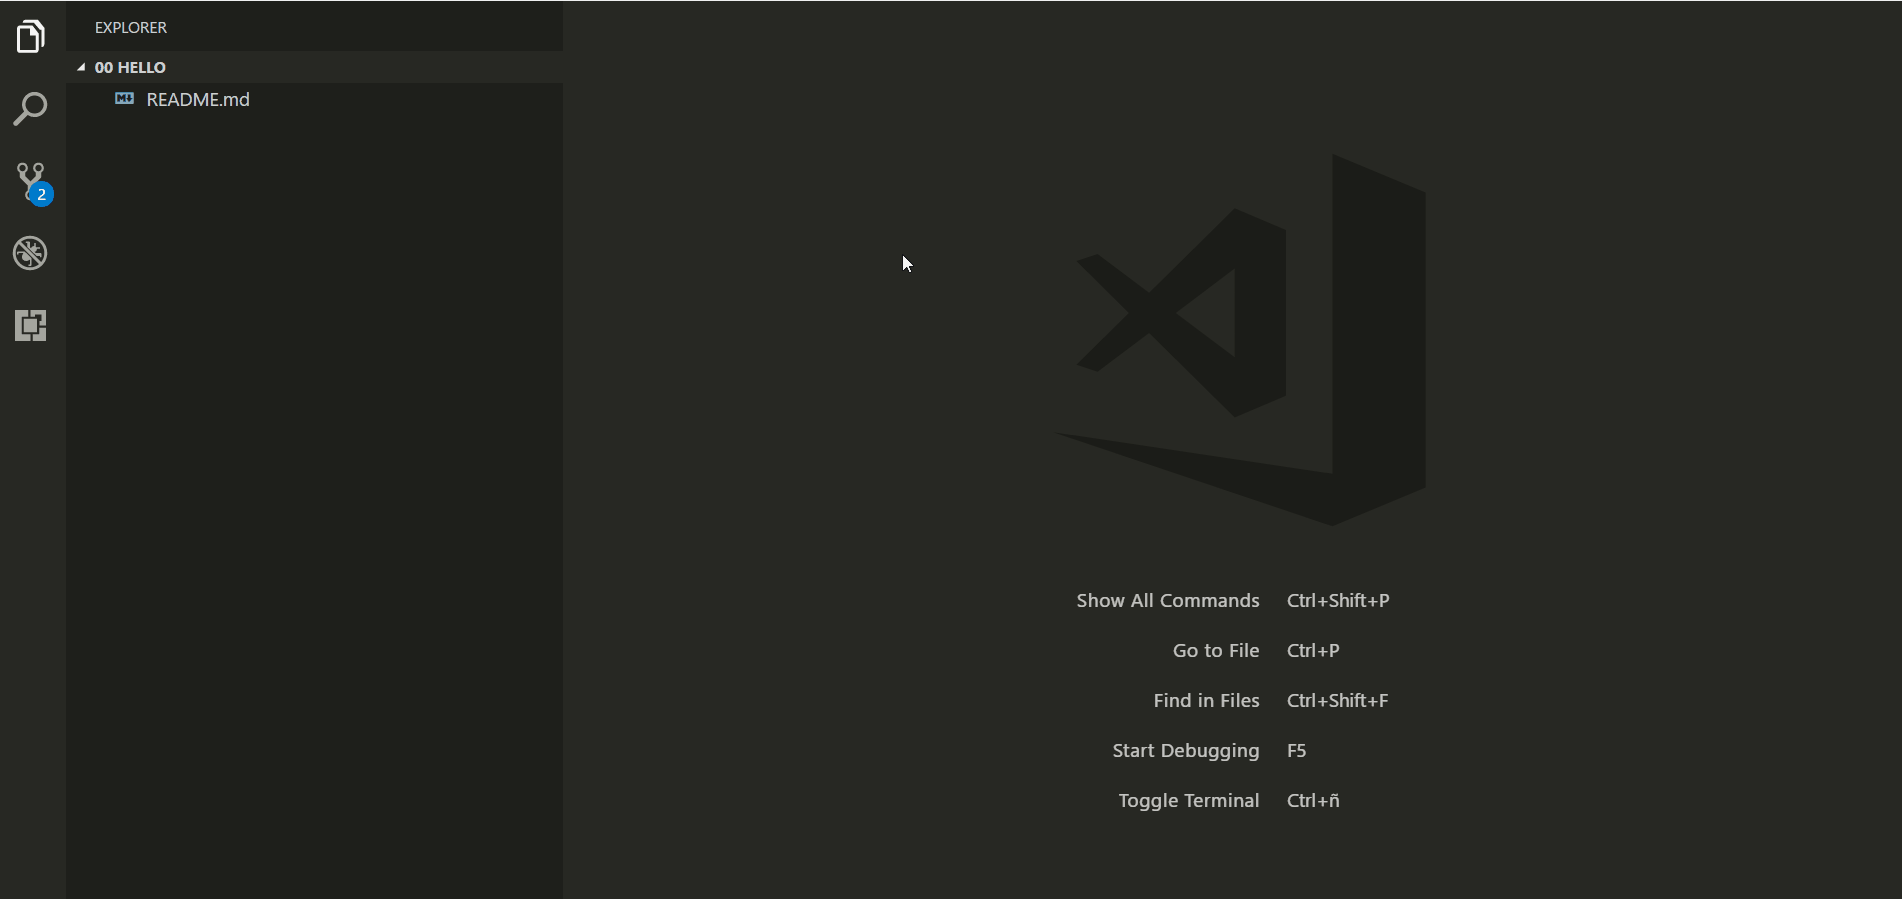 EXPLORER
00 HELLO
README.md
2
Show All Commands Ctrl+Shift+P
Go to File Ctrl+P
Find in Files Ctrl+Shift+F
Start Debugging F5
Toggle Terminal Ctrl+ñ